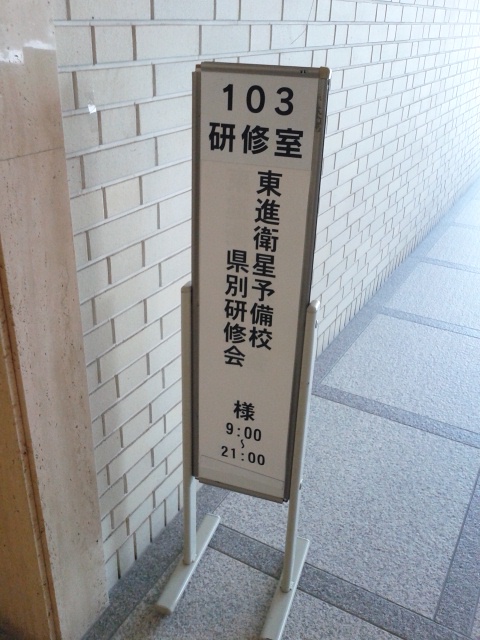 103
研修室
東進衛星予備校
県別研修会
様
9:00
~
21:00